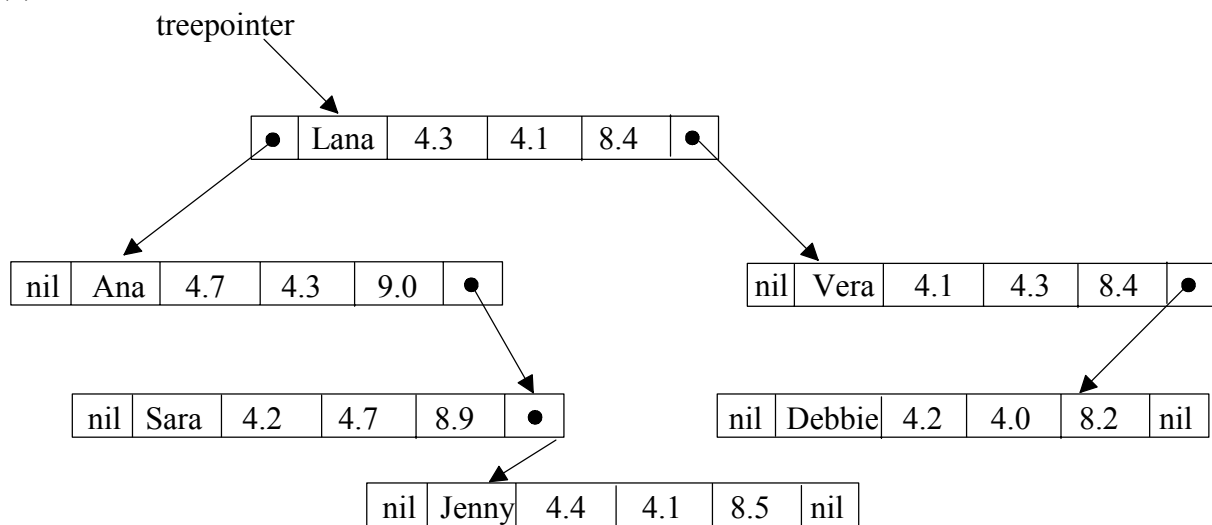 treepointer
Lana 4.3 4.1 8.4
nil Ana 4.7 4.3 9.0
nil Vera 4.1 4.3 8.4
nil Sara 4.2 4.7 8.9
nil Debbie 4.2 4.0 8.2 nil
nil Jenny 4.4 4.1 8.5 nil